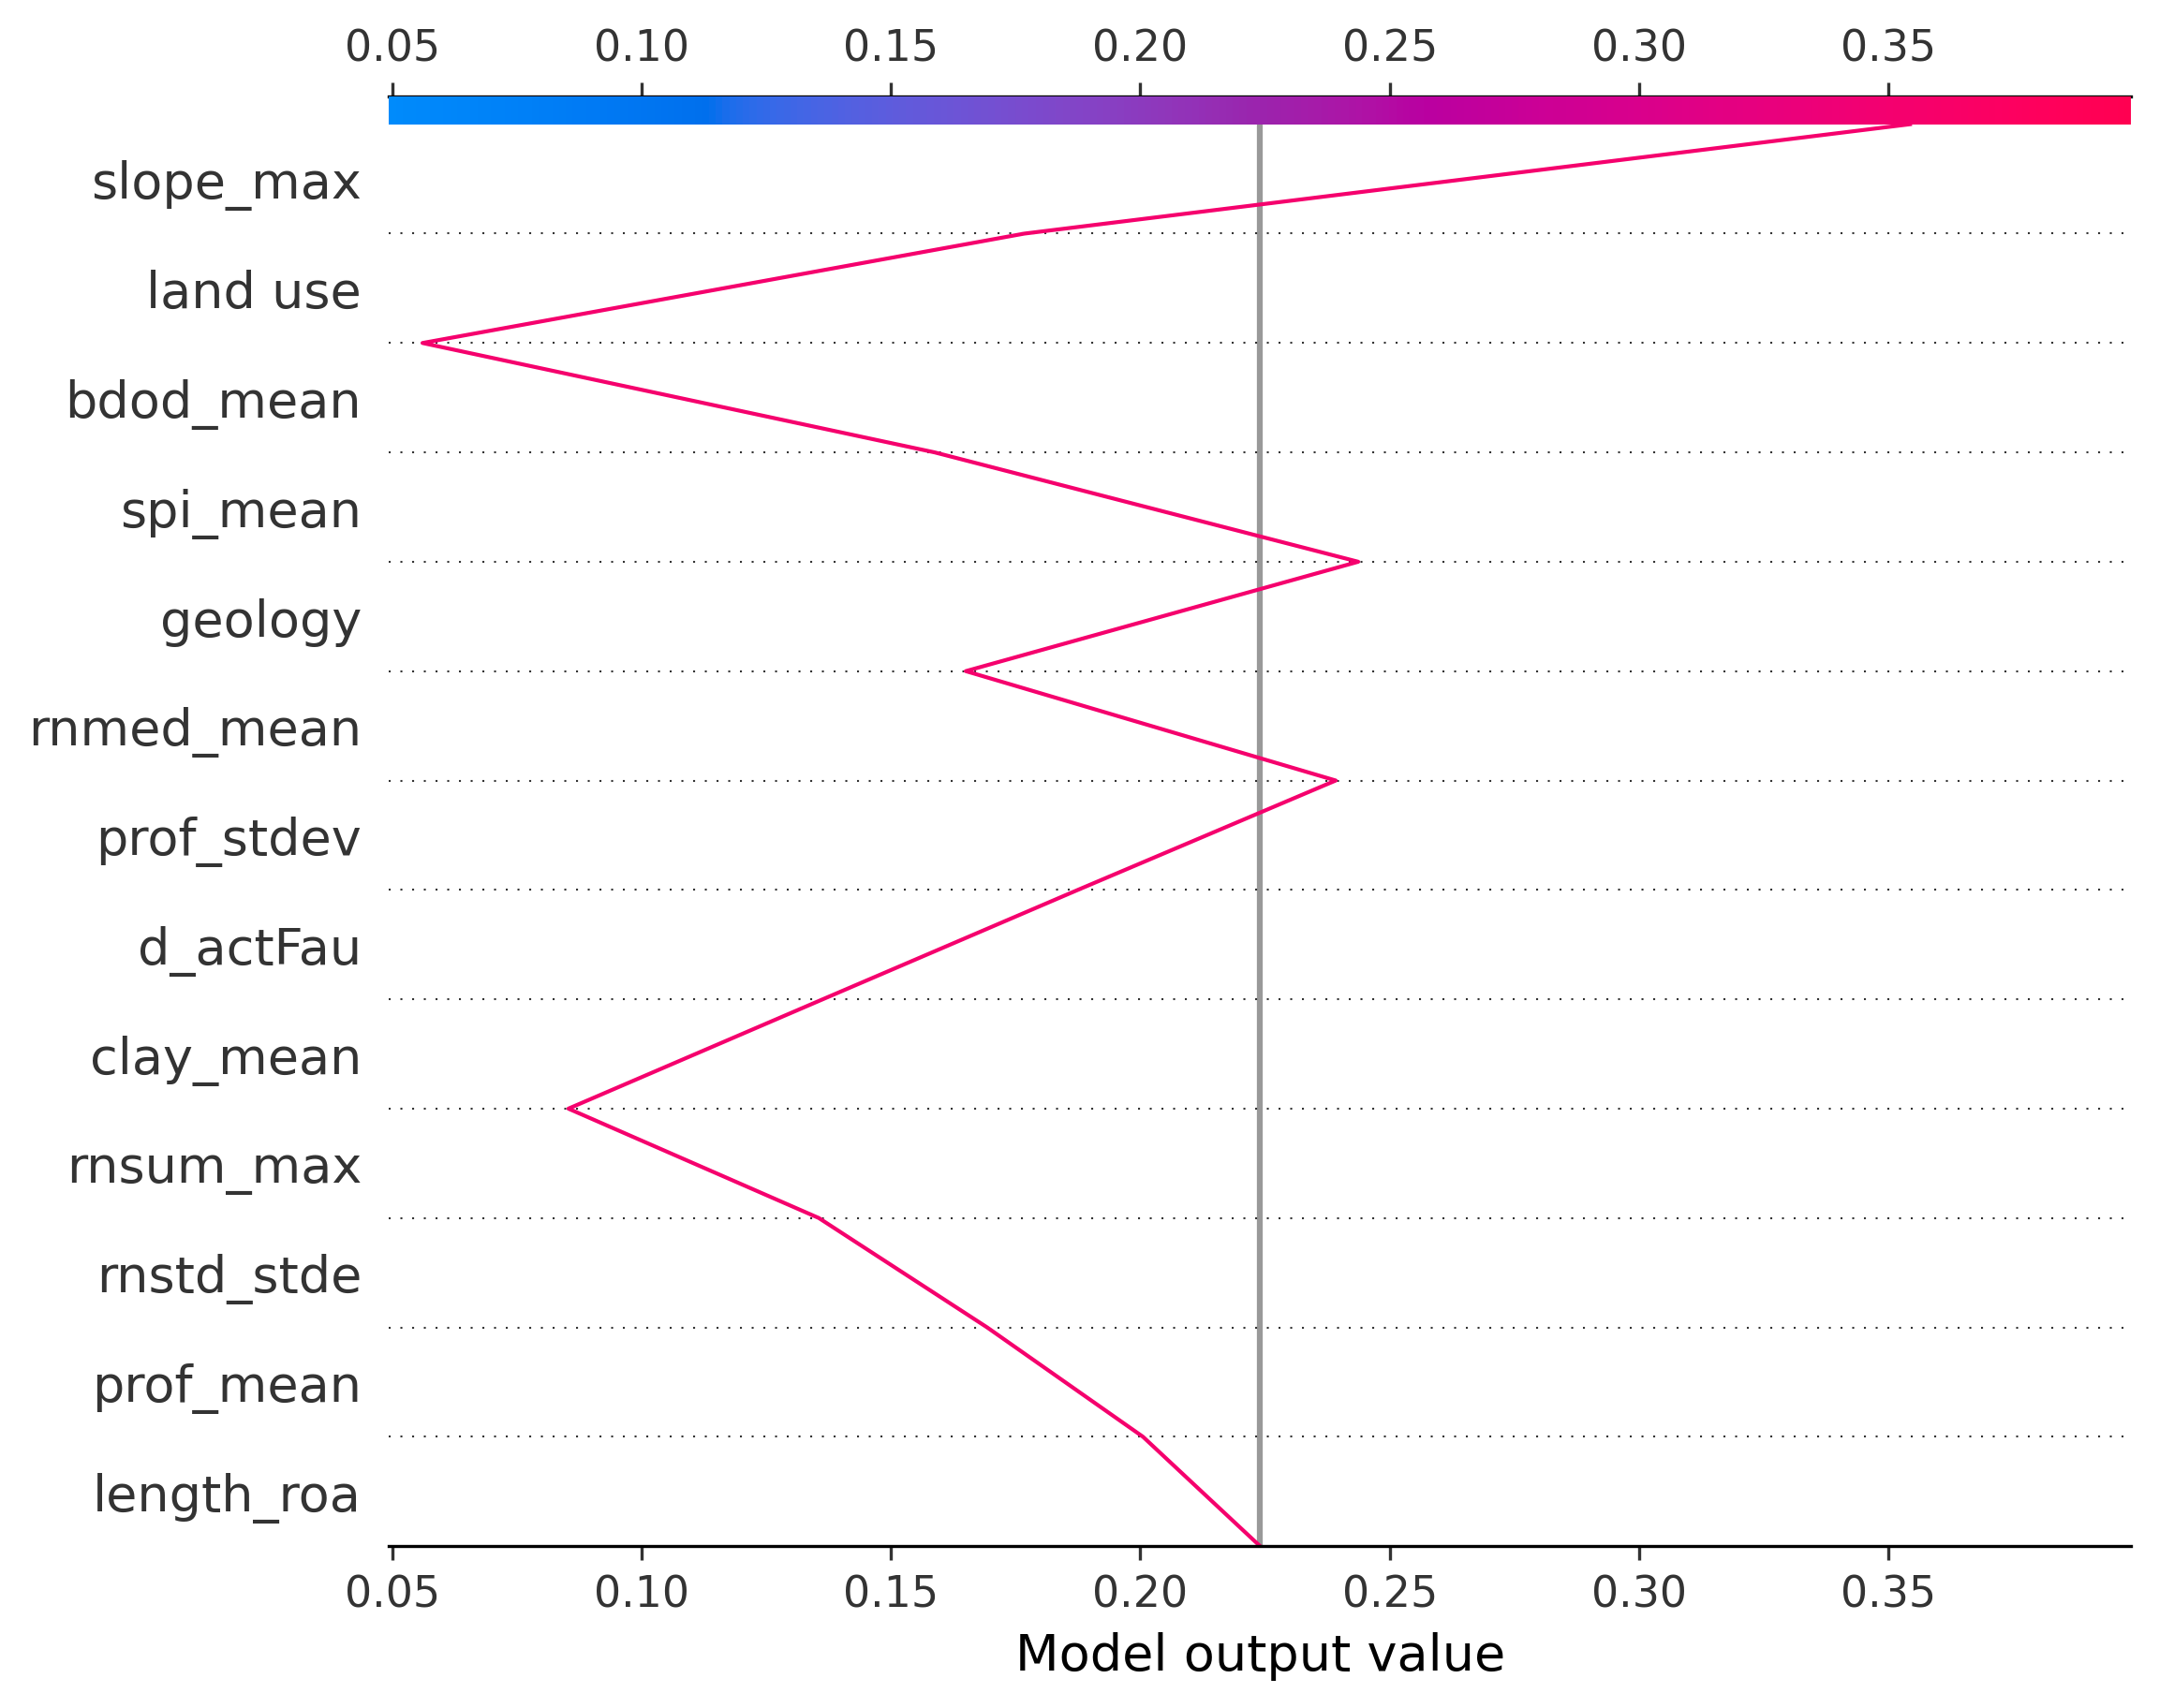 0.05 0.10 0.15 0.20 0.25 0.30 0.35
slope_max
land use
bdod_mean
spi_mean
geology
rnmed_mean
prof_stdev
d_actFau
clay_mean
rnsum_max
rnstd_stde
prof_mean
length_roa
0.05 0.10 0.15 0.20 0.25 0.30 0.35
Model output value